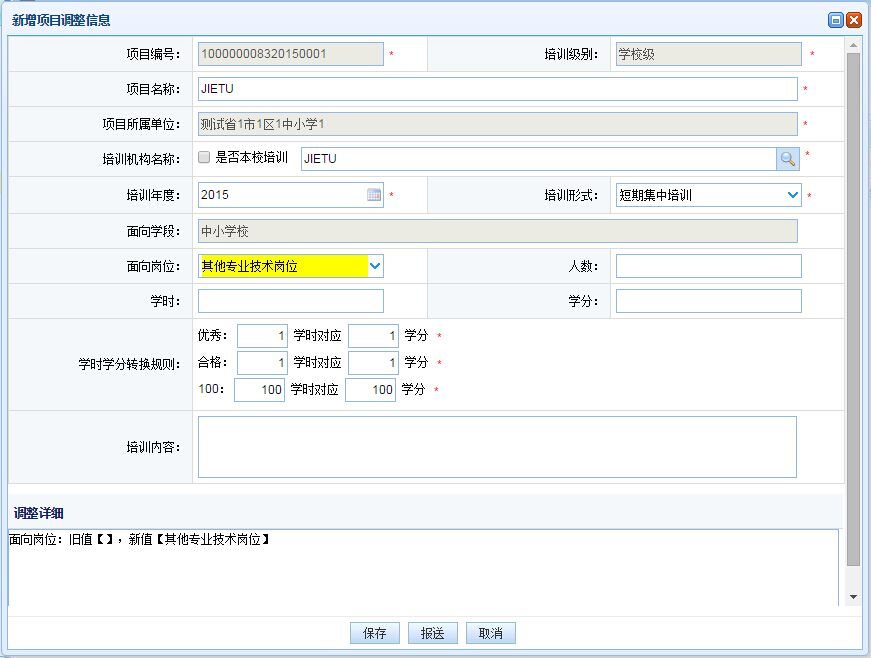 新增项目调整信息
项目编号： 100000008320150001 * 培训级别： 学校级 *
项目名称： JIETU *
项目所属单位： 测试省1市1区1中小学1 *
培训机构名称： 是否本校培训 JIETU *
培训年度： 2015 * 培训形式： 短期集中培训 *
面向学段： 中小学校
面向岗位： 其他专业技术岗位 人数：
学时： 学分：
学时学分转换规则： 优秀： 1 学时对应 1 学分 *
合格： 1 学时对应 1 学分 *
100： 100 学时对应 100 学分 *
培训内容：
调整详细
面向岗位：旧值【】，新值【其他专业技术岗位】
保存 报送 取消